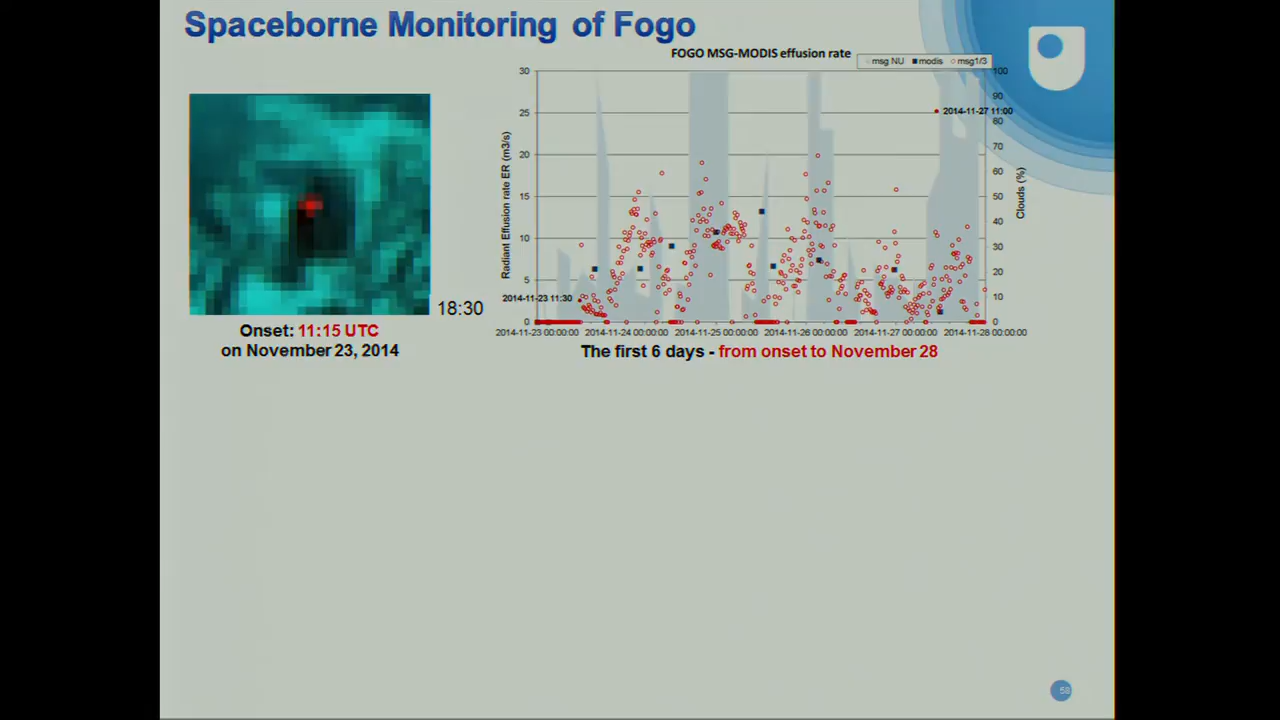 Spaceborne Monitoring of Fogo
FOGO MSG-MODIS effusion rate
msg NU modis msg1/3
30
25
20
15
10
5
0
Radiant Effusion rate ER (m3/s)
100
90
80
70
60
50
40
30
20
10
0
Clouds (%)
2014-11-27 11:00
2014-11-23 11:30
2014-11-23 00:00:00 2014-11-24 00:00:00 2014-11-25 00:00:00 2014-11-26 00:00:00 2014-11-27 00:00:00 2014-11-28 00:00:00
18:30
Onset: 11:15 UTC
on November 23, 2014
The first 6 days - from onset to November 28
58